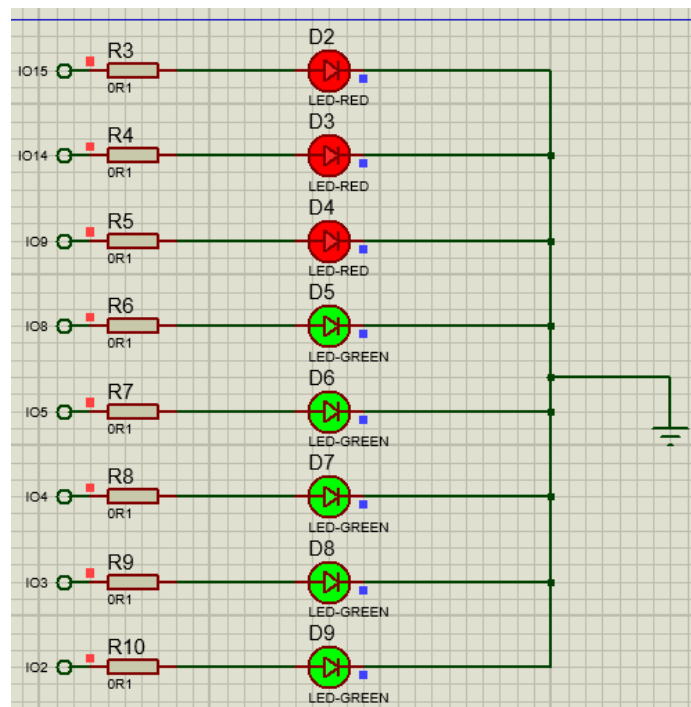 R3 D2
IO15
0R1 LED-RED
R4 D3
IO14
0R1 LED-RED
R5 D4
IO9
0R1 LED-RED
R6 D5
IO8
0R1 LED-GREEN
R7 D6
IO5
0R1 LED-GREEN
R8 D7
IO4
0R1 LED-GREEN
R9 D8
IO3
0R1 LED-GREEN
R10 D9
IO2
0R1 LED-GREEN